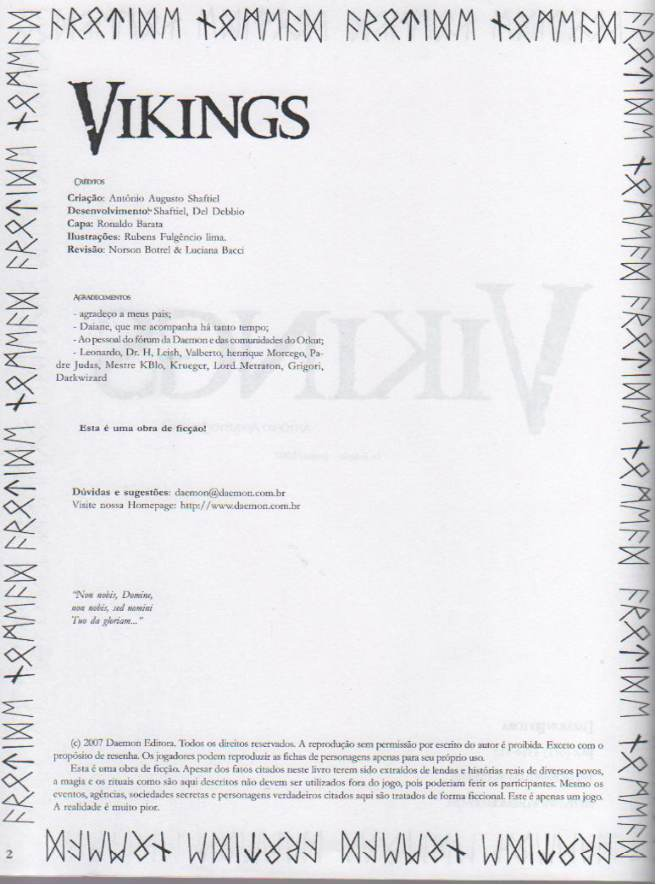 VIKINGS
CRÉDITOS
Criação: Antônio Augusto Shaftiel
Desenvolvimento: Shaftiel, Del Debbio
Capa: Ronaldo Barata
Ilustrações: Rubens Fulgêncio lima.
Revisão: Norson Botrel & Luciana Bacci
AGRADECIMENTOS
- agradeço a meus pais;
- Daiane, que me acompanha há tanto tempo;
- Ao pessoal do fórum da Daemon e das comunidades do Orkut;
- Leonardo, Dr. H, Leish, Valberto, henrique Morcego, Pa-
dre Judas, Mestre KBlo, Krueger, Lord Metraton, Grigori,
Darkwizard
Esta é uma obra de ficção!
Dúvidas e sugestões: daemon@daemon.com.br
Visite nossa Homepage: http://www.daemon.com.br
"Non nobis, Domine,
non nobis, sed nomini
Tuo da gloriam..."
(c) 2007 Daemon Editora. Todos os direitos reservados. A reprodução sem permissão por escrito do autor é proibida. Exceto com o
propósito de resenha. Os jogadores podem reproduzir as fichas de personagens apenas para seu próprio uso.
Esta é uma obra de ficção. Apesar dos fatos citados neste livro terem sido extraídos de lendas e histórias reais de diversos povos,
a magia e os rituais como são aqui descritos não devem ser utilizados fora do jogo, pois poderiam ferir os participantes. Mesmo os
eventos, agências, sociedades secretas e personagens verdadeiros citados aqui são tratados de forma ficcional. Este é apenas um jogo.
A realidade é muito pior.
2